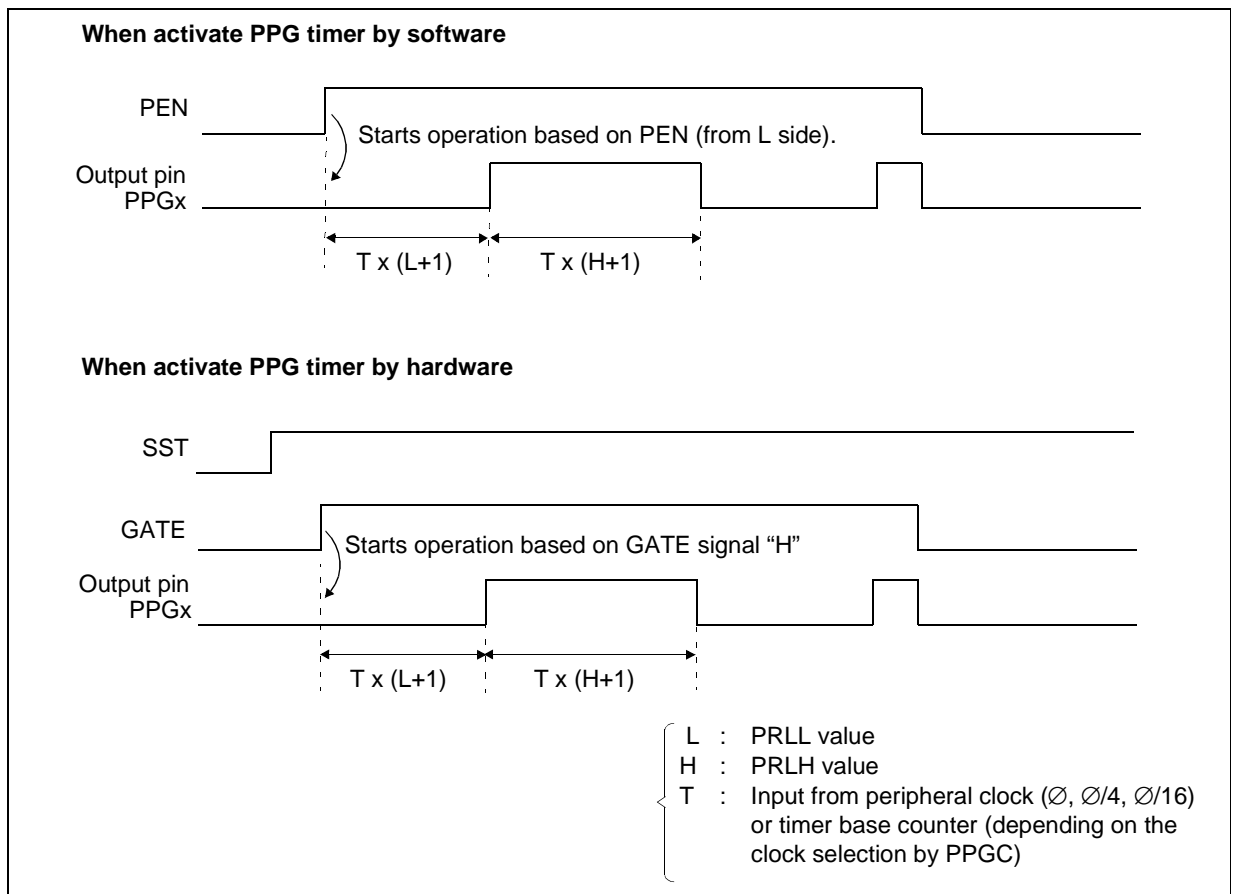 When activate PPG timer by software
PEN
Starts operation based on PEN (from L side).
Output pin
PPGx
T x (L+1) T x (H+1)
When activate PPG timer by hardware
SST
GATE
Starts operation based on GATE signal “H”
Output pin
PPGx
T x (L+1) T x (H+1)
L : PRLL value
H : PRLH value
T : Input from peripheral clock (∅, ∅/4, ∅/16)
or timer base counter (depending on the
clock selection by PPGC)